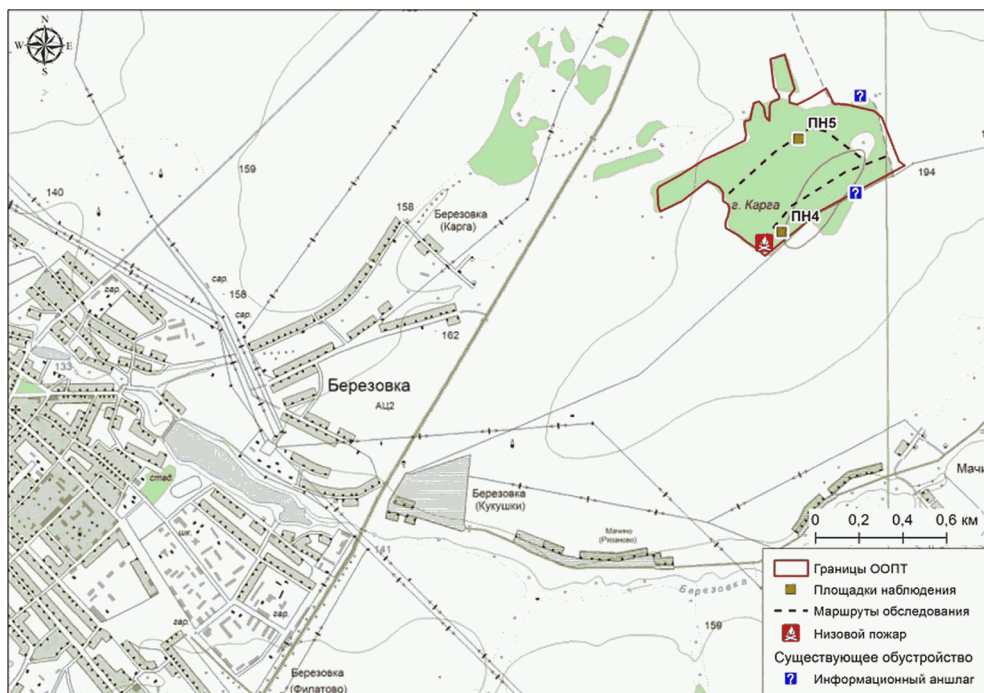 N
W E
S
ПН5
159
194
140
158
Березовка
(Карга)
г. Карга
ПН4
сар.
гар.
158
сар.
162
133
Березовка
АЦ2
стад.
Березовка
(Кукушки)
Мачи
0 0,2 0,4 0,6 км
Мачино
(Рязаново)
шк.
141
Границы ООПТ
Площадки наблюдения
Березовка
Маршруты обследования
гар.
гар.
159
Низовой пожар
Существующее обустройство
Березовка
(Филатово)
Информационный аншлаг